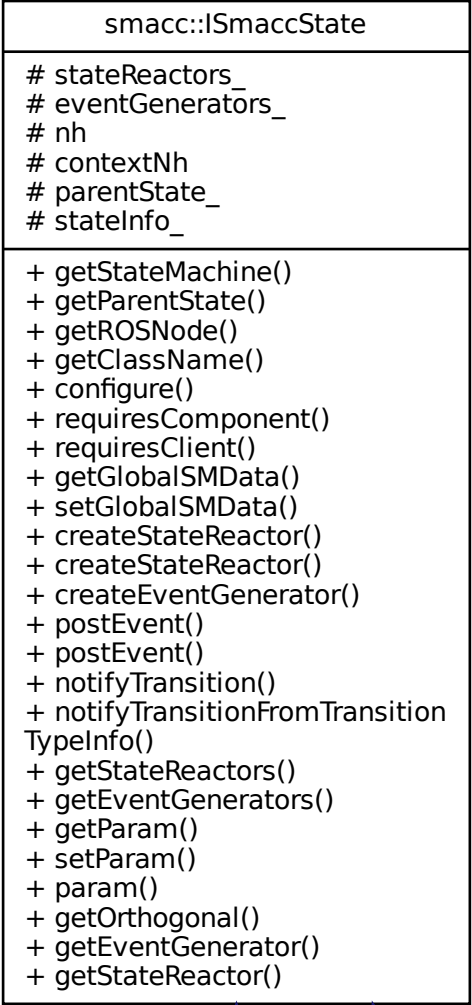 smacc::ISmaccState
# stateReactors_
# eventGenerators_
# nh
# contextNh
# parentState_
# stateInfo_
+ getStateMachine()
+ getParentState()
+ getROSNode()
+ getClassName()
+ configure()
+ requiresComponent()
+ requiresClient()
+ getGlobalSMData()
+ setGlobalSMData()
+ createStateReactor()
+ createStateReactor()
+ createEventGenerator()
+ postEvent()
+ postEvent()
+ notifyTransition()
+ notifyTransitionFromTransition
TypeInfo()
+ getStateReactors()
+ getEventGenerators()
+ getParam()
+ setParam()
+ param()
+ getOrthogonal()
+ getEventGenerator()
+ getStateReactor()